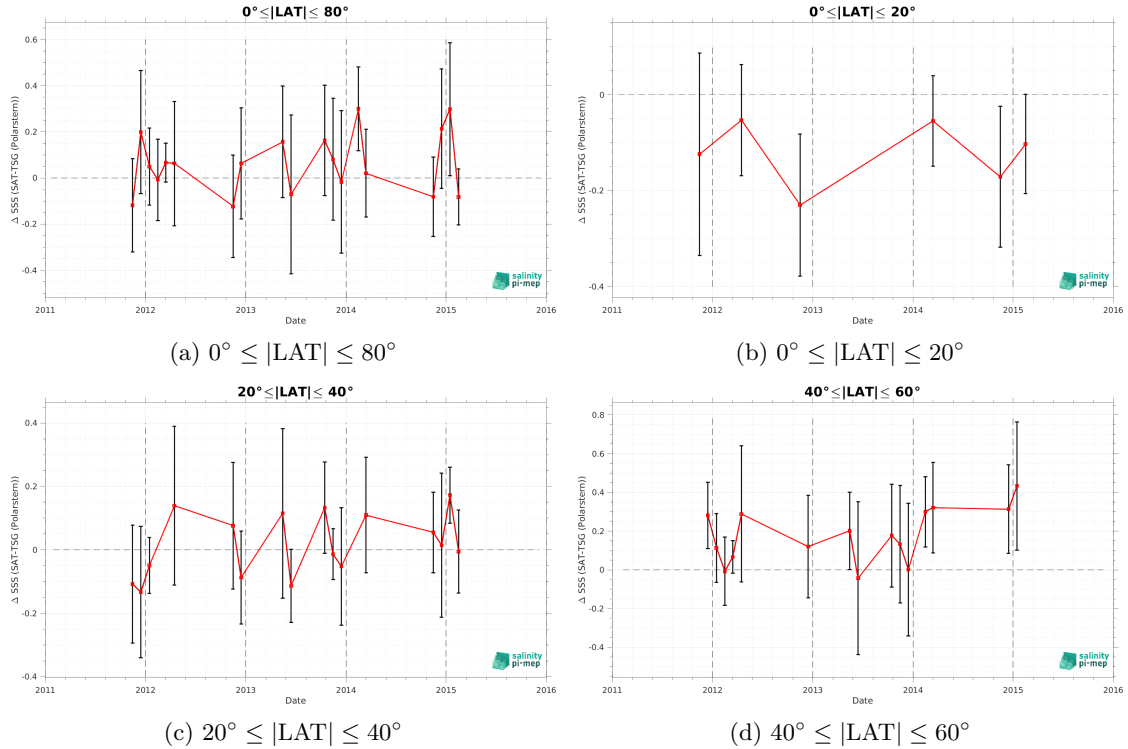 0°≤|LAT|≤ 80°
Δ SSS (SAT-TSG (Polarstern))
0.6
0.4
0.2
0
-0.2
-0.4
2011 2012 2013 2014 2015 2016
Date
salinity
pi-mep
(a) 0° ≤ |LAT| ≤ 80°
0°≤|LAT|≤ 20°
Δ SSS (SAT-TSG (Polarstern))
0
-0.2
-0.4
2011 2012 2013 2014 2015 2016
Date
salinity
pi-mep
(b) 0° ≤ |LAT| ≤ 20°
20°≤|LAT|≤ 40°
Δ SSS (SAT-TSG (Polarstern))
0.4
0.2
0
-0.2
-0.4
2011 2012 2013 2014 2015 2016
Date
salinity
pi-mep
(c) 20° ≤ |LAT| ≤ 40°
40°≤|LAT|≤ 60°
Δ SSS (SAT-TSG (Polarstern))
0.8
0.6
0.4
0.2
0
-0.2
-0.4
2011 2012 2013 2014 2015 2016
Date
salinity
pi-mep
(d) 40° ≤ |LAT| ≤ 60°